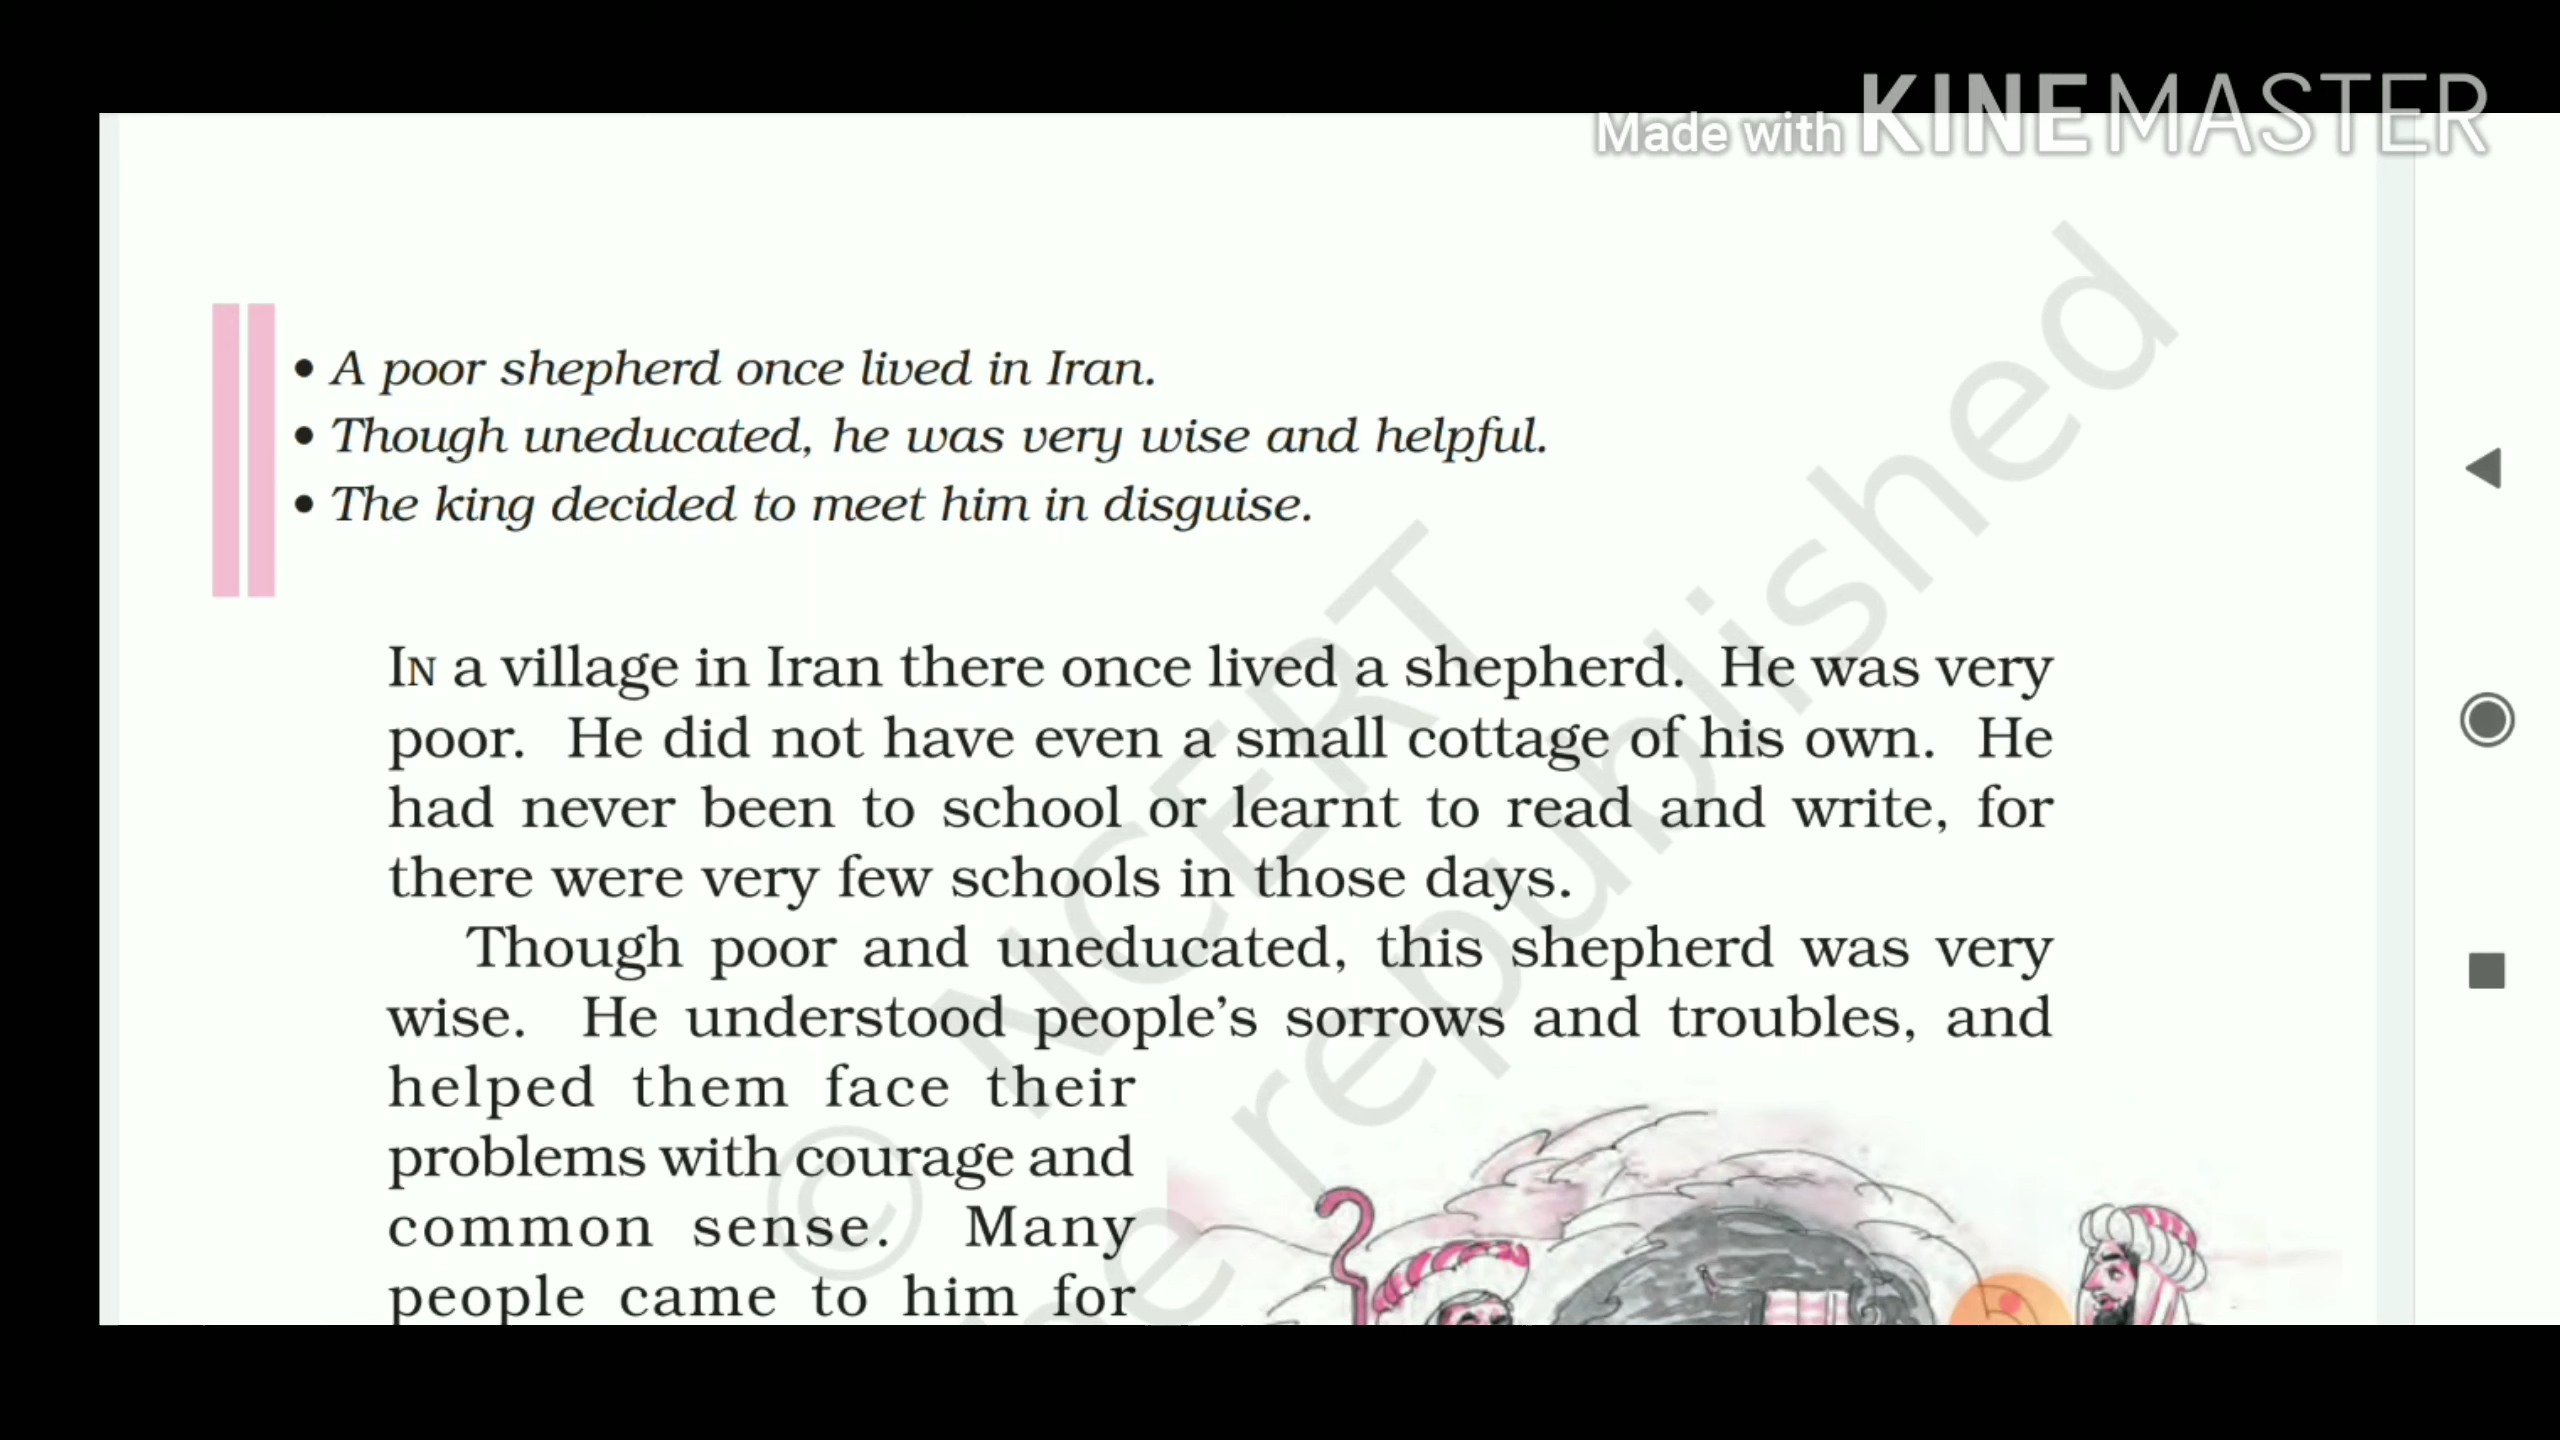 Made with KINEMASTER
• A poor shepherd once lived in Iran.
• Though uneducated, he was very wise and helpful.
• The king decided to meet him in disguise.
IN a village in Iran there once lived a shepherd. He was very
poor. He did not have even a small cottage of his own. He
had never been to school or learnt to read and write, for
there were very few schools in those days.
Though poor and uneducated, this shepherd was very
wise. He understood people's sorrows and troubles, and
helped them face their
problems with courage and
common sense. Many
people came to him for
© NCERT
republished